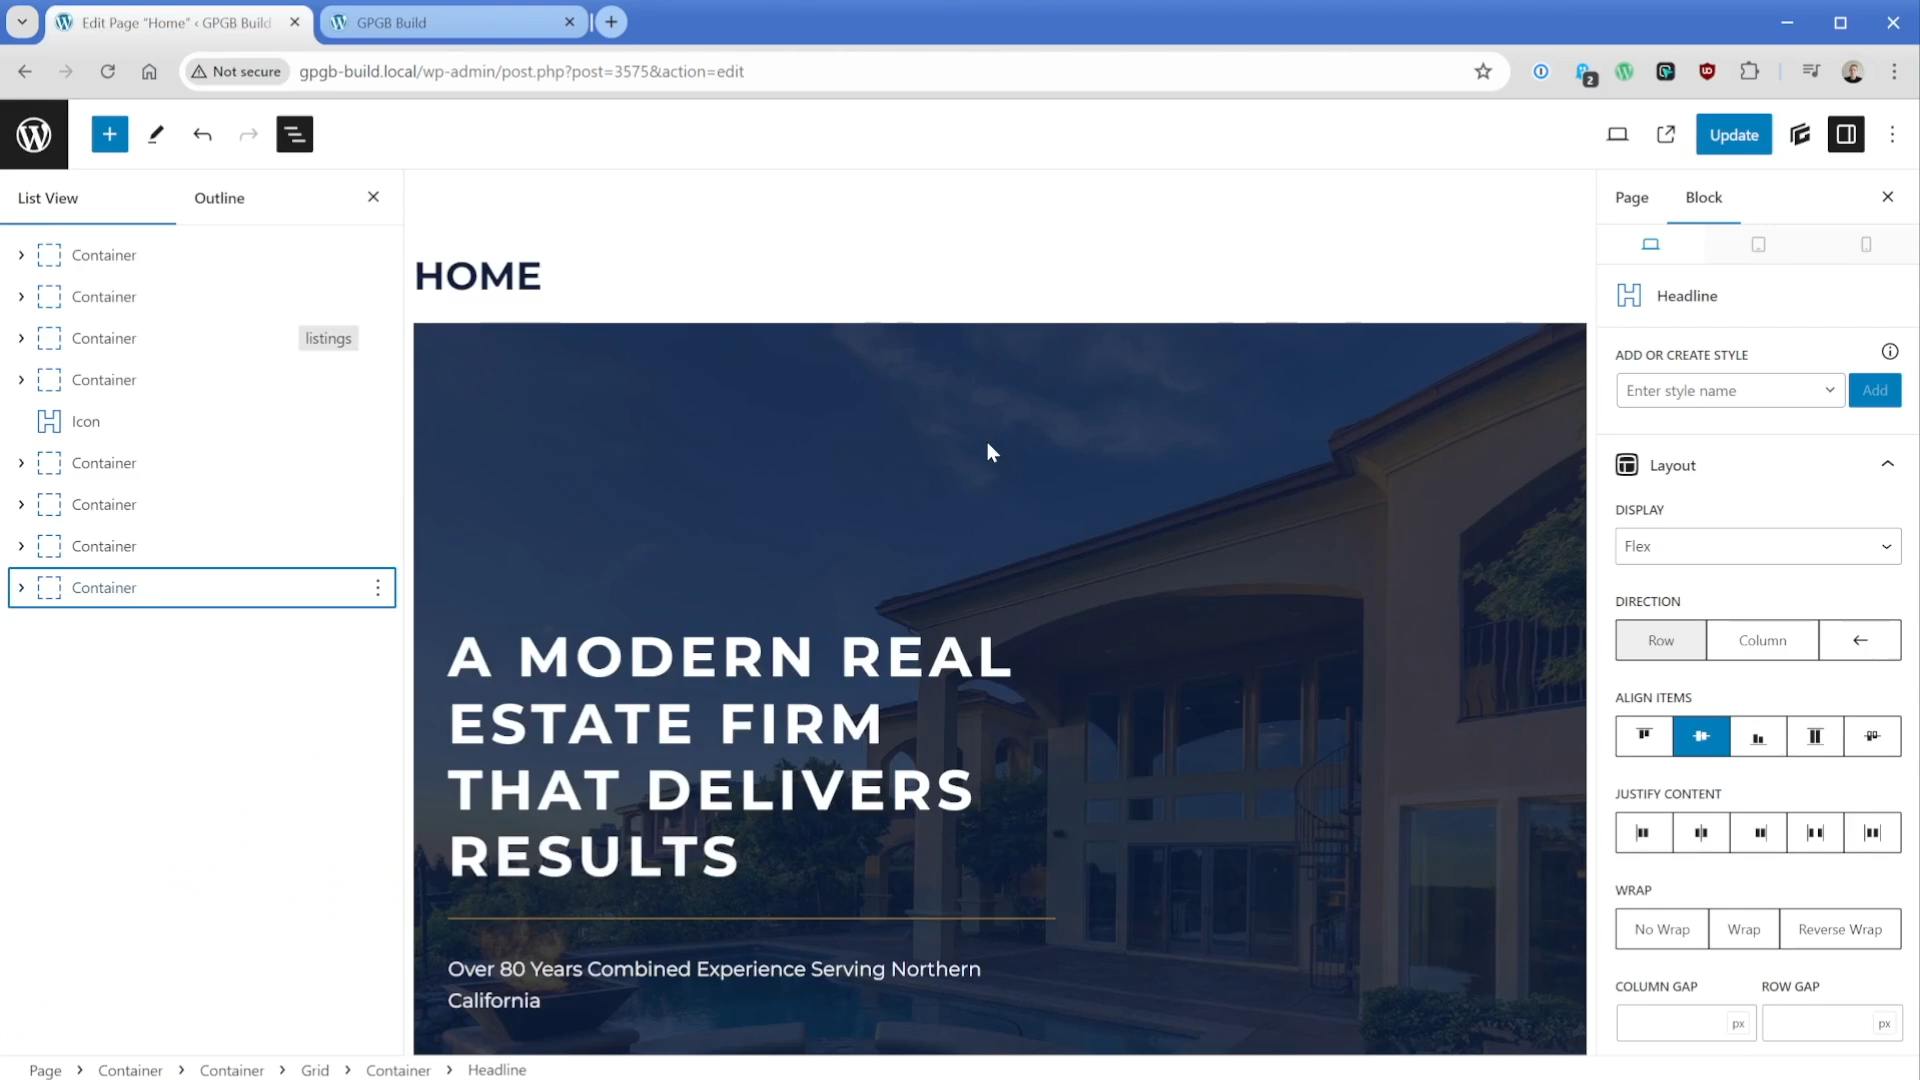 Edit Page "Home" ‹ GPGB Build
GPGB Build
Not secure
gpgb-build.local/wp-admin/post.php?post=3575&action=edit
2
Update
List View
Outline
Container
Container
Container
listings
Container
Icon
Container
Container
Container
Container
HOME
A MODERN REAL
ESTATE FIRM
THAT DELIVERS
RESULTS
Over 80 Years Combined Experience Serving Northern
California
Page
Block
Headline
ADD OR CREATE STYLE
Enter style name
Add
Layout
DISPLAY
Flex
DIRECTION
Row
Column
ALIGN ITEMS
JUSTIFY CONTENT
WRAP
No Wrap
Wrap
Reverse Wrap
COLUMN GAP
ROW GAP
px
px
Page > Container > Container > Grid > Container > Headline